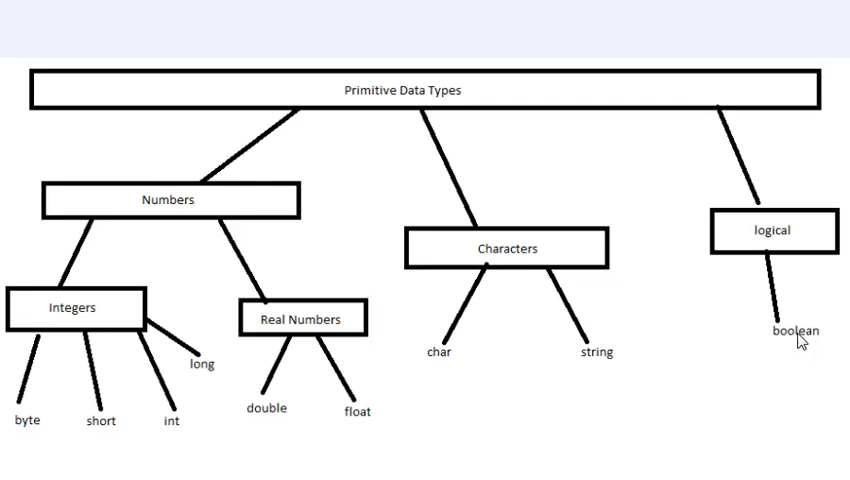 Primitive Data Types
Numbers
Characters
logical
Integers
Real Numbers
boolean
char
string
long
double
float
byte
short
int